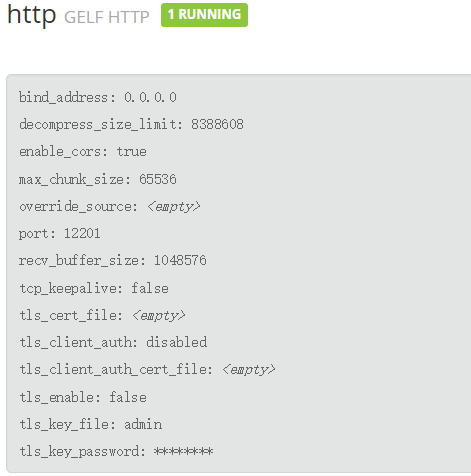 http GELF HTTP 1 RUNNING
bind_address: 0.0.0.0
decompress_size_limit: 8388608
enable_cors: true
max_chunk_size: 65536
override_source: <empty>
port: 12201
recv_buffer_size: 1048576
tcp_keepalive: false
tls_cert_file: <empty>
tls_client_auth: disabled
tls_client_auth_cert_file: <empty>
tls_enable: false
tls_key_file: admin
tls_key_password: ********